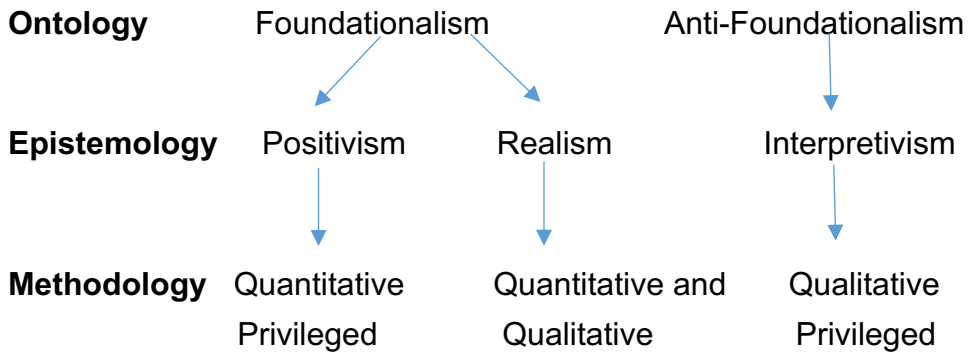 Ontology Foundationalism Anti-Foundationalism
Epistemology Positivism Realism Interpretivism
Methodology Quantitative Quantitative and Qualitative
Privileged Qualitative Privileged